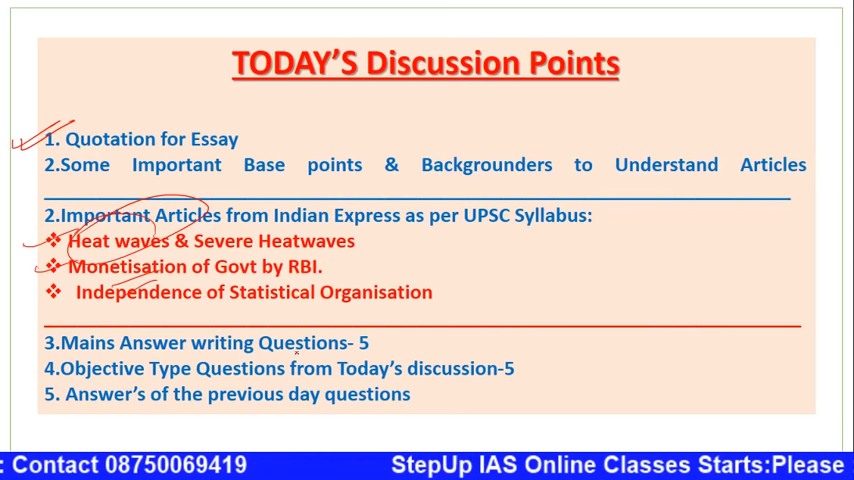 TODAY'S Discussion Points
1. Quotation for Essay
2.Some Important Base points & Backgrounders to Understand Articles
2.Important Articles from Indian Express as per UPSC Syllabus:
❖ Heat waves & Severe Heatwaves
❖ Monetisation of Govt by RBI.
❖ Independence of Statistical Organisation
3.Mains Answer writing Questions- 5
4.Objective Type Questions from Today's discussion-5
5. Answer's of the previous day questions
: Contact 08750069419 StepUp IAS Online Classes Starts:Please